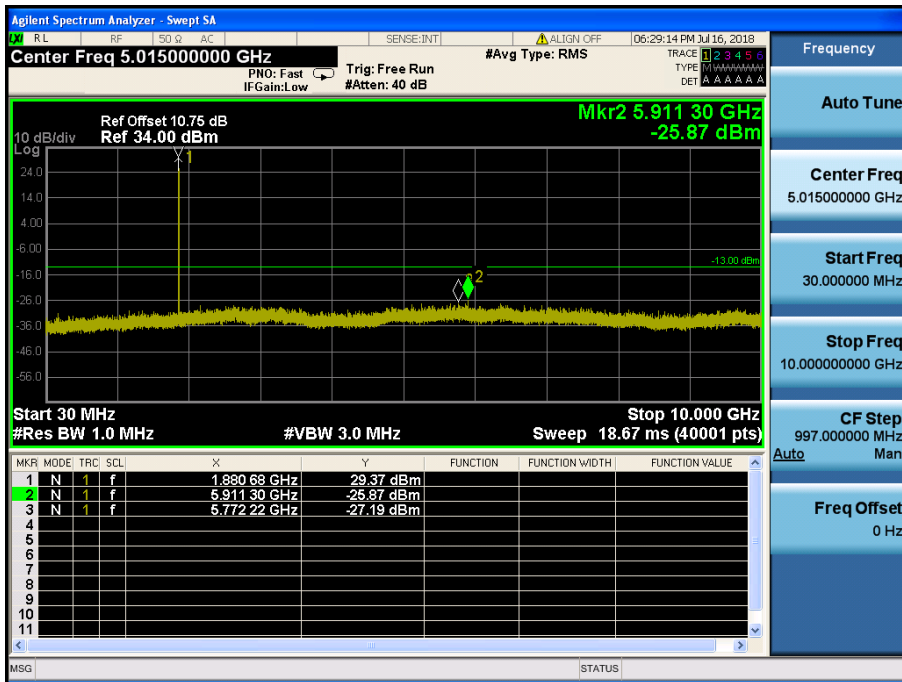 Agilent Spectrum Analyzer - Swept SA
LXI RL RF 50 Ω AC SENSE:INT ALIGN OFF 06:29:14 PM Jul 16, 2018
Center Freq 5.015000000 GHz
PNO: Fast
IFGain:Low
Trig: Free Run
#Atten: 40 dB
#Avg Type: RMS
TRACE 1 2 3 4 5 6
TYPE M
DET A A A A A A
Ref Offset 10.75 dB
10 dB/div Ref 34.00 dBm
Log
Mkr2 5.911 30 GHz
-25.87 dBm
1
24.0
14.0
4.00
-6.00
-13.00 dBm
-16.0
2
-26.0
-36.0
-46.0
-56.0
Start 30 MHz Stop 10.000 GHz
#Res BW 1.0 MHz #VBW 3.0 MHz Sweep 18.67 ms (40001 pts)
MKR MODE TRC SCL X Y FUNCTION FUNCTION WIDTH FUNCTION VALUE
1 N 1 f 1.880 68 GHz 29.37 dBm
2 N 1 f 5.911 30 GHz -25.87 dBm
3 N 1 f 5.772 22 GHz -27.19 dBm
4
5
6
7
8
9
10
11
MSG STATUS
Frequency
Auto Tune
Center Freq
5.015000000 GHz
Start Freq
30.000000 MHz
Stop Freq
10.000000000 GHz
CF Step
997.000000 MHz
Auto Man
Freq Offset
0 Hz